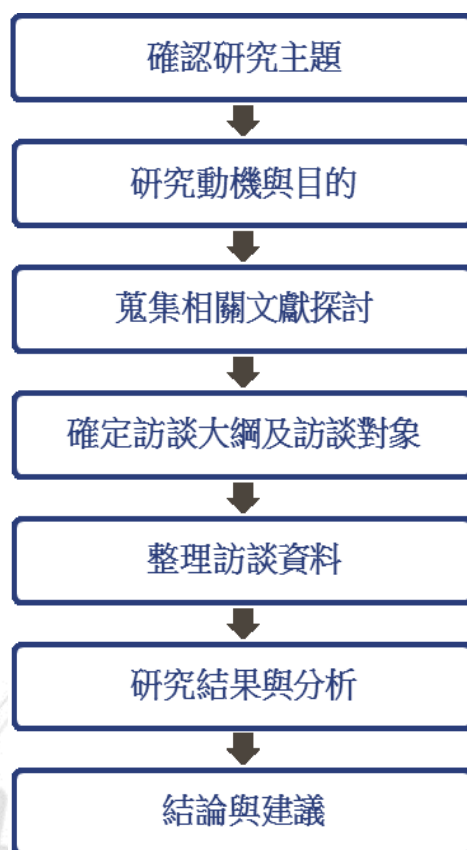 確認研究主題
研究動機與目的
蒐集相關文獻探討
確定訪談大綱及訪談對象
整理訪談資料
研究結果與分析
結論與建議